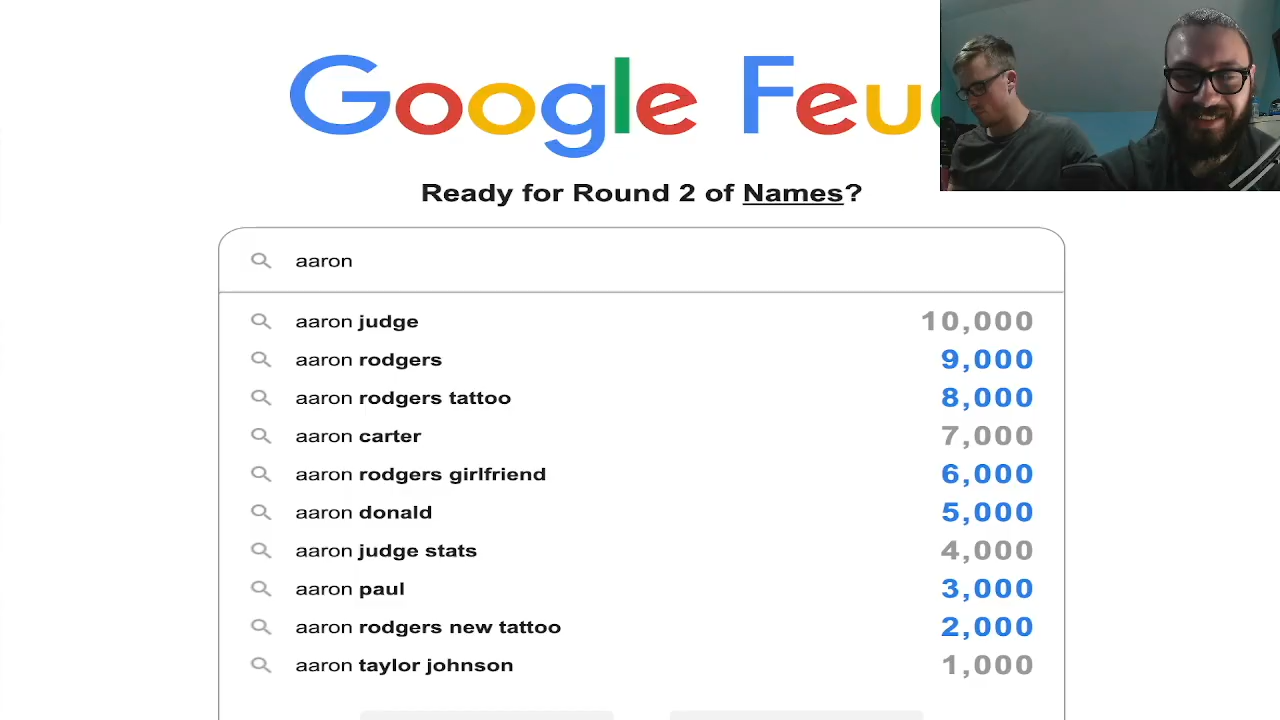 Google Feu
Ready for Round 2 of Names?
aaron
aaron judge 10,000
aaron rodgers 9,000
aaron rodgers tattoo 8,000
aaron carter 7,000
aaron rodgers girlfriend 6,000
aaron donald 5,000
aaron judge stats 4,000
aaron paul 3,000
aaron rodgers new tattoo 2,000
aaron taylor johnson 1,000